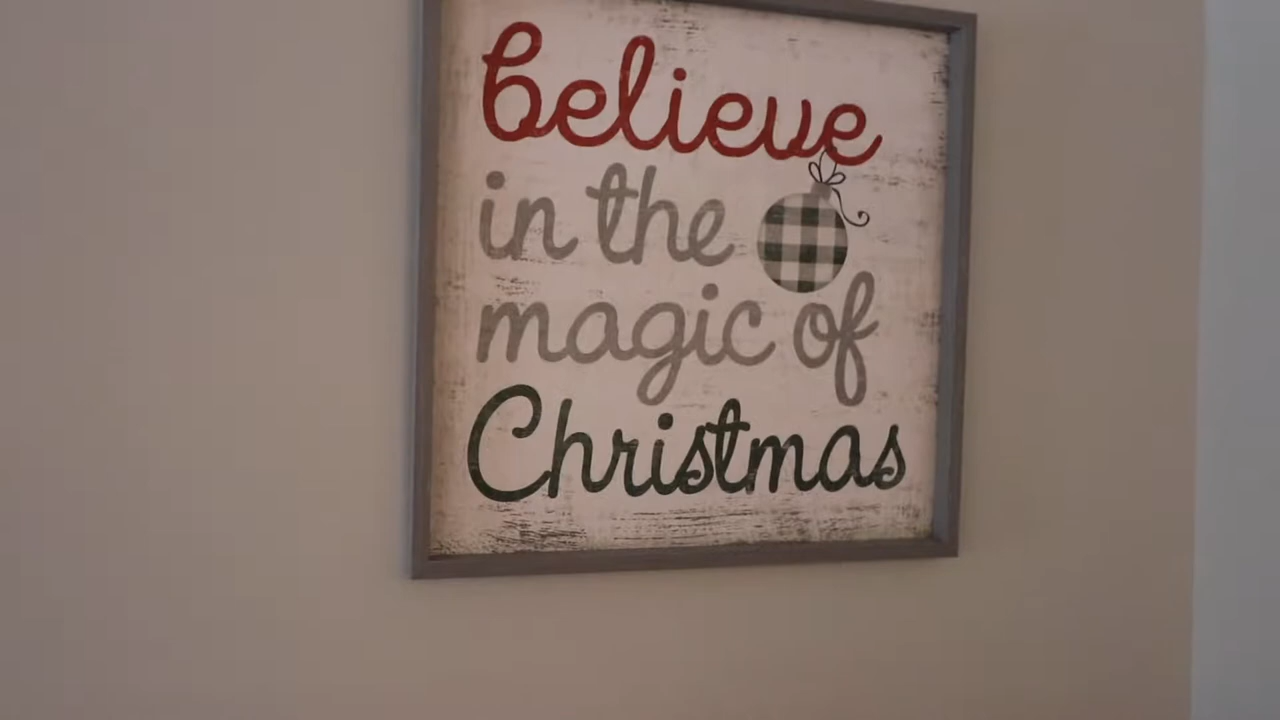 believe
in the
magic of
Christmas